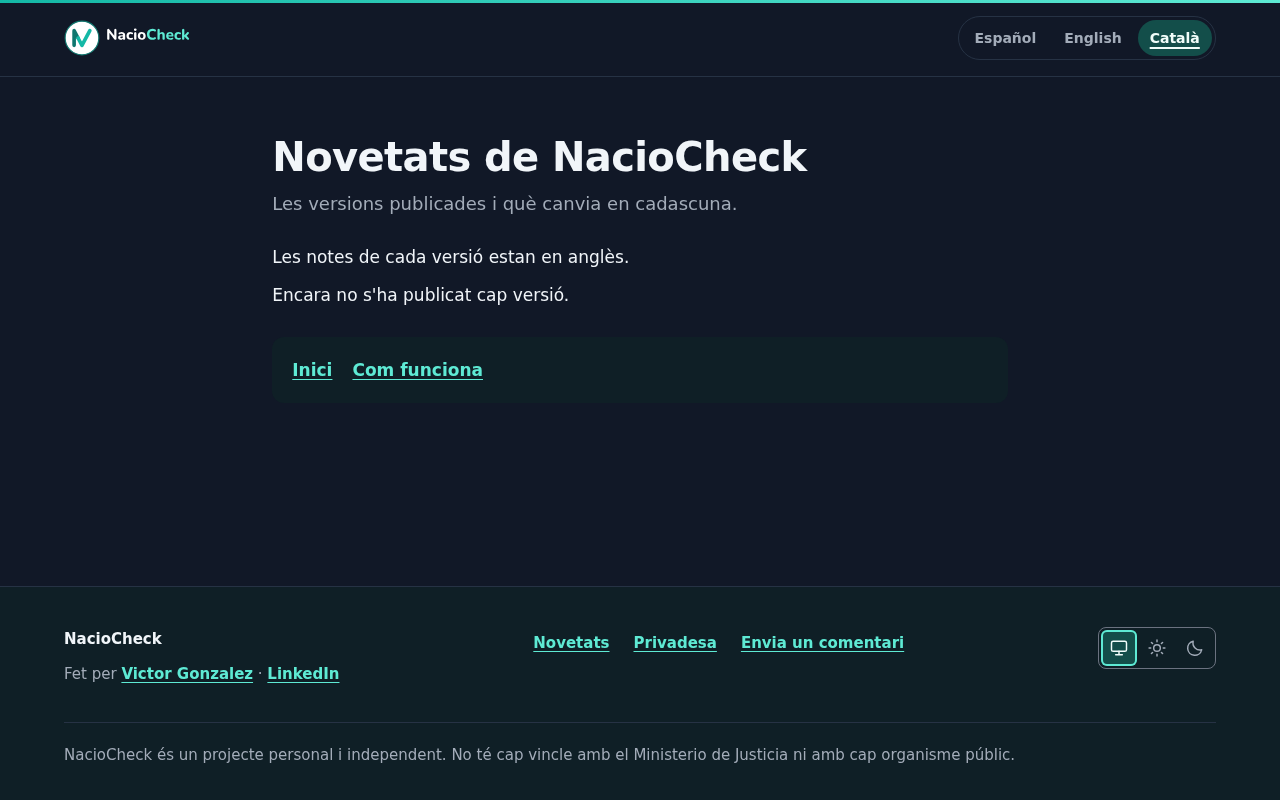 NacioCheck
Español English Català
Novetats de NacioCheck
Les versions publicades i què canvia en cadascuna.
Les notes de cada versió estan en anglès.
Encara no s'ha publicat cap versió.
Inici Com funciona
NacioCheck
Fet per Victor Gonzalez · LinkedIn
Novetats Privadesa Envia un comentari
NacioCheck és un projecte personal i independent. No té cap vincle amb el Ministerio de Justicia ni amb cap organisme públic.